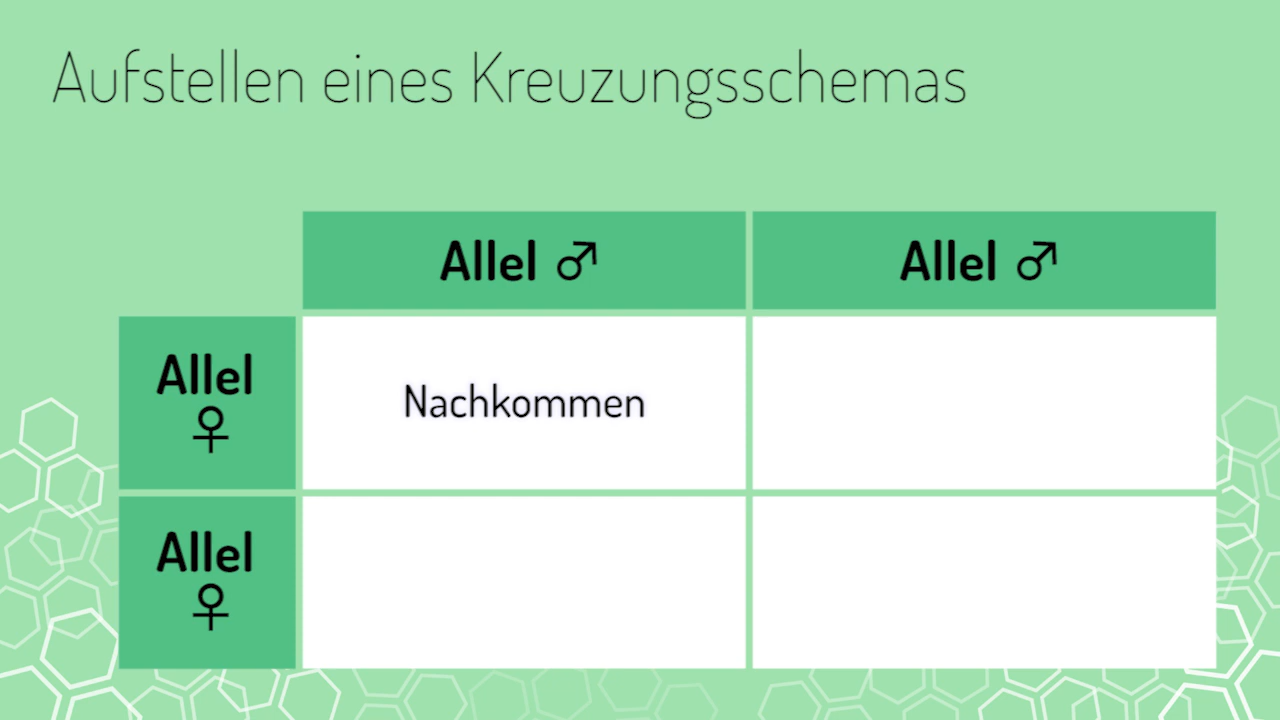 Aufstellen eines Kreuzungsschemas
Allel ♂ Allel ♂
Allel
♀
Nachkommen
Allel
♀